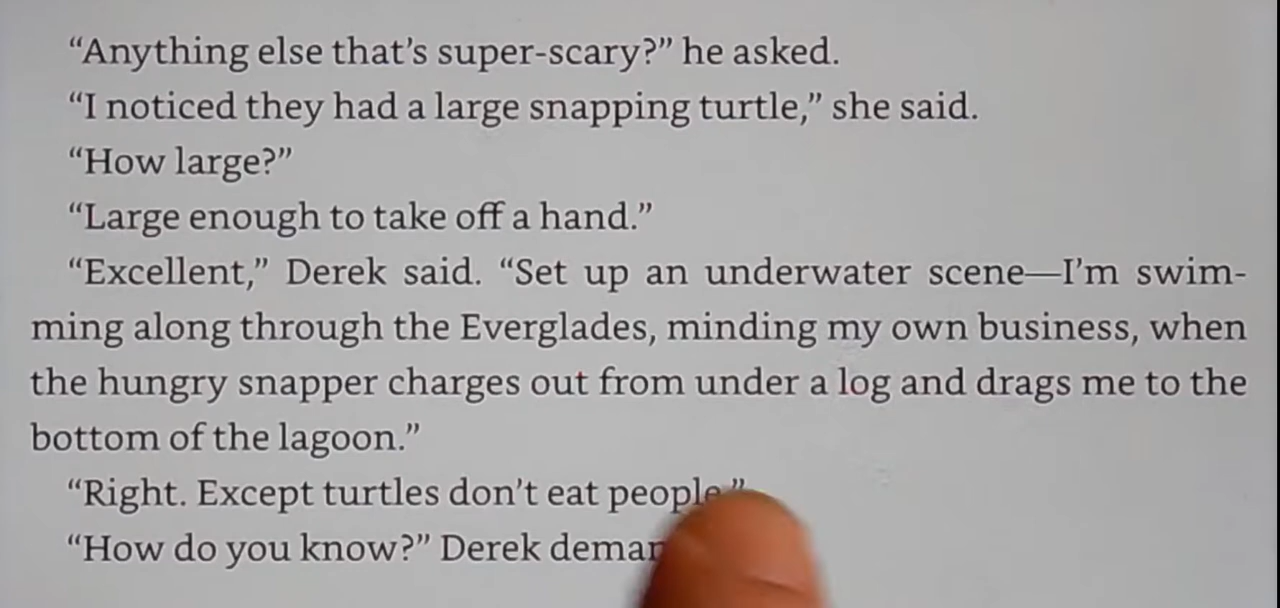 “Anything else that’s super-scary?” he asked.
“I noticed they had a large snapping turtle,” she said.
“How large?”
“Large enough to take off a hand.”
“Excellent,” Derek said. “Set up an underwater scene—I’m swim-
ming along through the Everglades, minding my own business, when
the hungry snapper charges out from under a log and drags me to the
bottom of the lagoon.”
“Right. Except turtles don’t eat people.”
“How do you know?” Derek